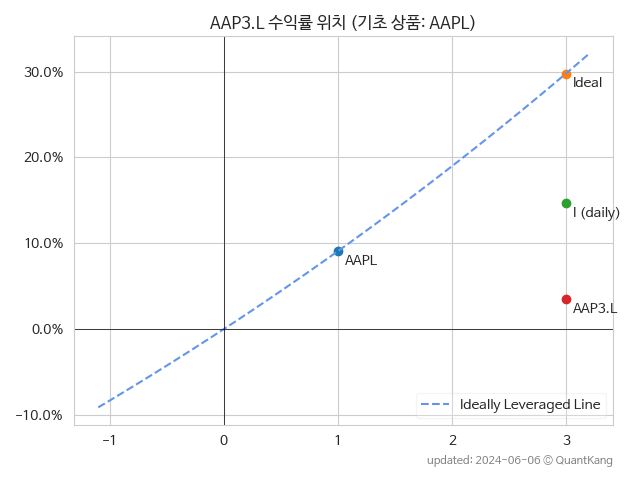 AAP3.L 수익률 위치 (기초 상품: AAPL)
30.0%
20.0%
10.0%
0.0%
−10.0%
Ideal
I (daily)
AAPL
AAP3.L
Ideally Leveraged Line
−1
0
1
2
3
updated: 2024-06-06 © QuantKang